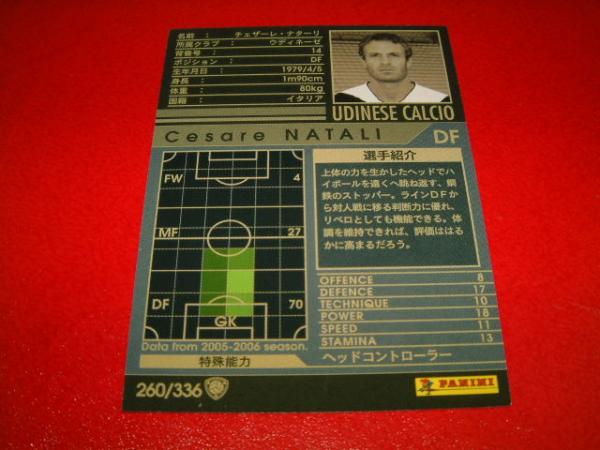 名前 : チェザーレ・ナターリ
所属クラブ : ウディネーゼ
背番号 : 14
ポジション : DF
生年月日 : 1979/4/5
身長 : 1m90cm
体重 : 80kg
国籍 : イタリア
UDINESE CALCIO
Cesare NATALI DF
FW 4
MF 27
DF 70
GK
Data from 2005-2006 season.
特殊能力
選手紹介
上体の力を生かしたヘッドでハ
イボールを遠くへ跳ね返す、鋼
鉄のストッパー。ラインDFか
ら対人戦に移る判断力に優れ、
リベロとしても機能できる。体
調を維持できれば、評価ははる
かに高まるだろう。
OFFENCE 8
DEFENCE 17
TECHNIQUE 10
POWER 18
SPEED 11
STAMINA 13
ヘッドコントローラー
260/336
PANINI